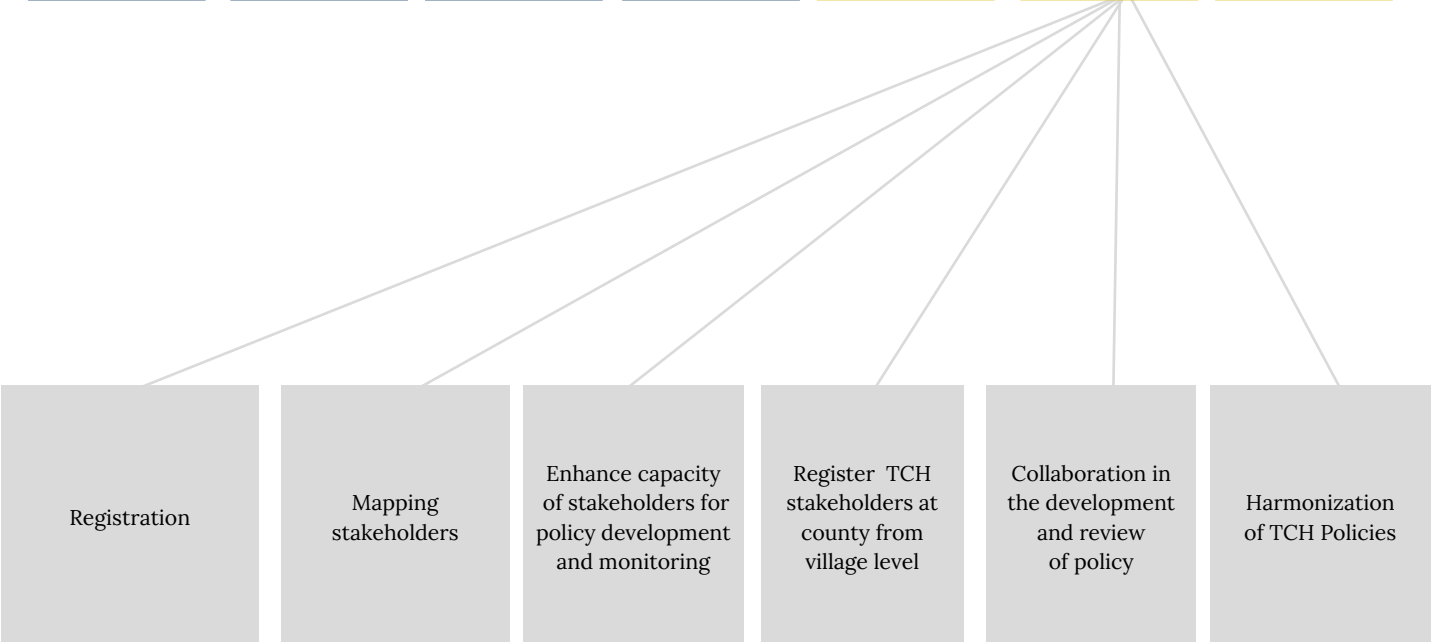 Registration
Mapping
stakeholders
Enhance capacity
of stakeholders for
policy development
and monitoring
Register TCH
stakeholders at
county from
village level
Collaboration in
the development
and review
of policy
Harmonization
of TCH Policies